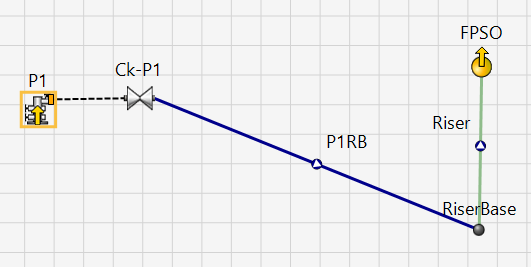 FPSO
P1
Ck-P1
Riser
P1RB
RiserBase